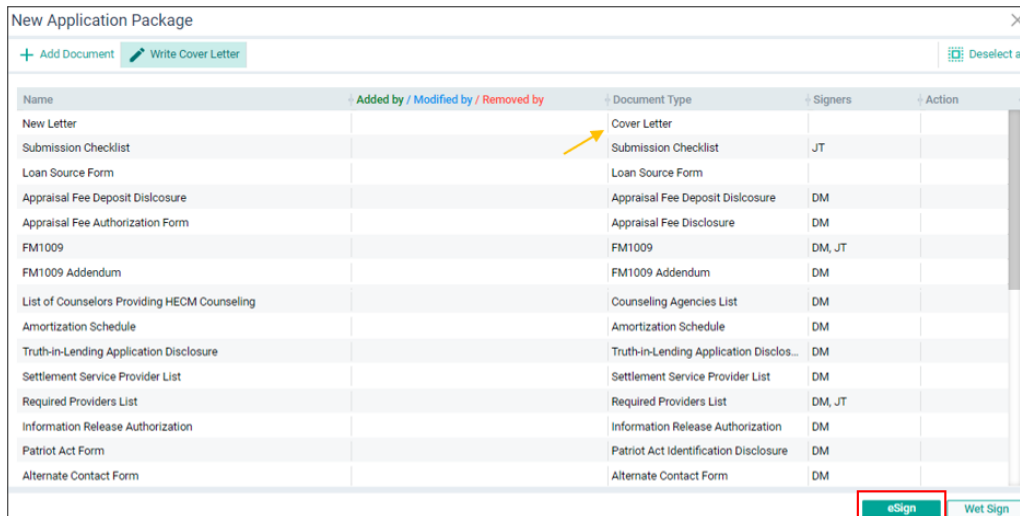 New Application Package
Add Document Write Cover Letter Deselect a
Name Added by / Modified by / Removed by Document Type Signers Action
New Letter Cover Letter
Submission Checklist Submission Checklist JT
Loan Source Form Loan Source Form
Appraisal Fee Deposit Dislcosure Appraisal Fee Deposit Dislcosure DM
Appraisal Fee Authorization Form Appraisal Fee Disclosure DM
FM1009 FM1009 DM, JT
FM1009 Addendum FM1009 Addendum DM
List of Counselors Providing HECM Counseling Counseling Agencies List DM
Amortization Schedule Amortization Schedule DM
Truth-in-Lending Application Disclosure Truth-in-Lending Application Disclos... DM
Settlement Service Provider List Settlement Service Provider List DM
Required Providers List Required Providers List DM, JT
Information Release Authorization Information Release Authorization DM
Patriot Act Form Patriot Act Identification Disclosure DM
Alternate Contact Form Alternate Contact Form DM
eSign Wet Sign